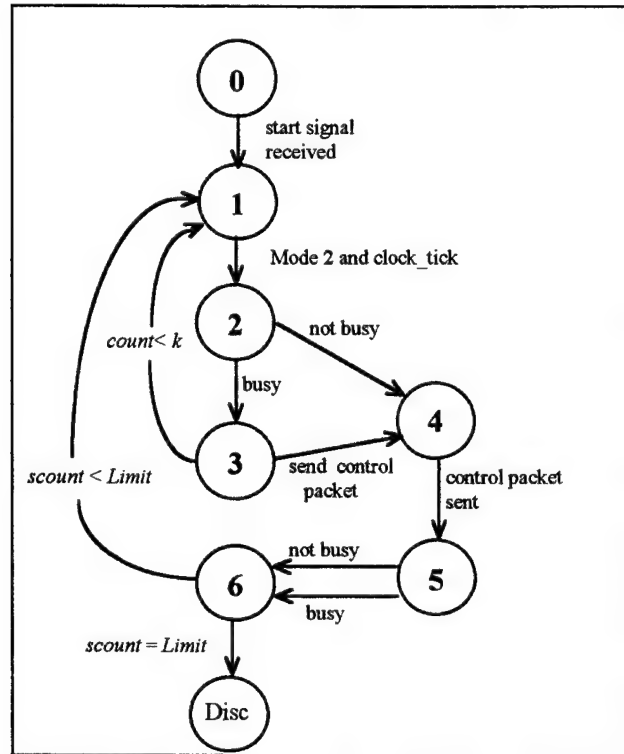 0
start signal
received
1
Mode 2 and clock_tick
2
not busy
count< k
busy
4
3
send control
packet
control packet
sent
scount < Limit
not busy
5
6
busy
scount = Limit
Disc